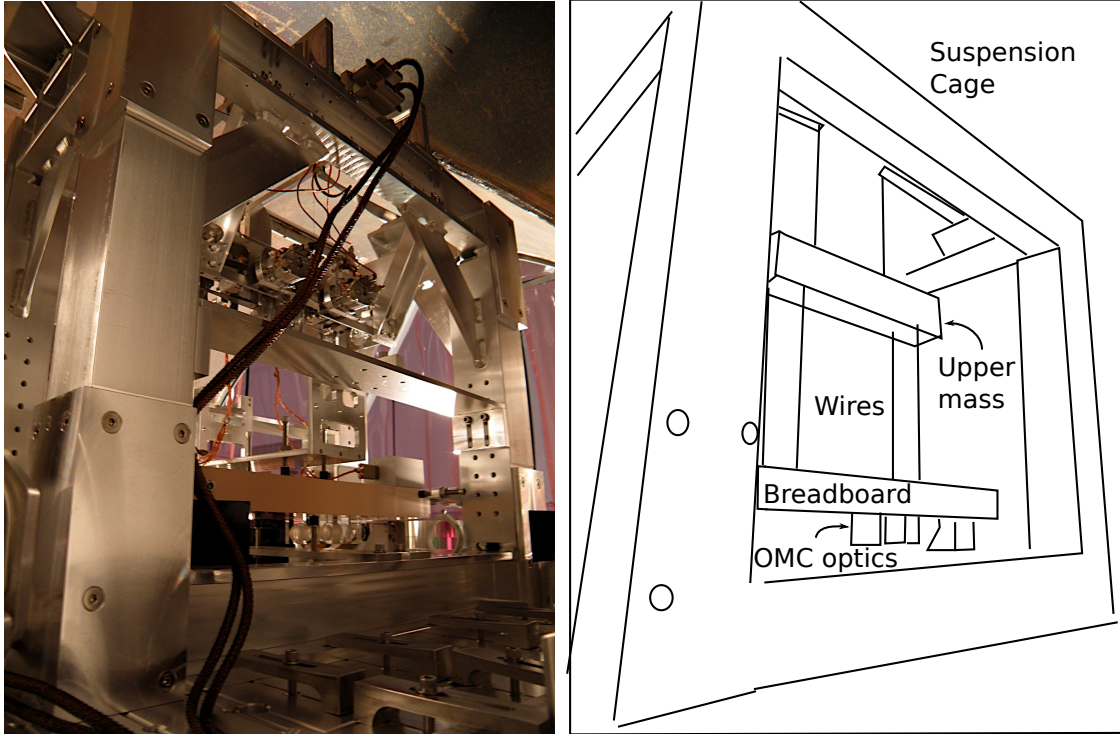 Suspension
Cage
Upper
mass
Wires
Breadboard
OMC optics